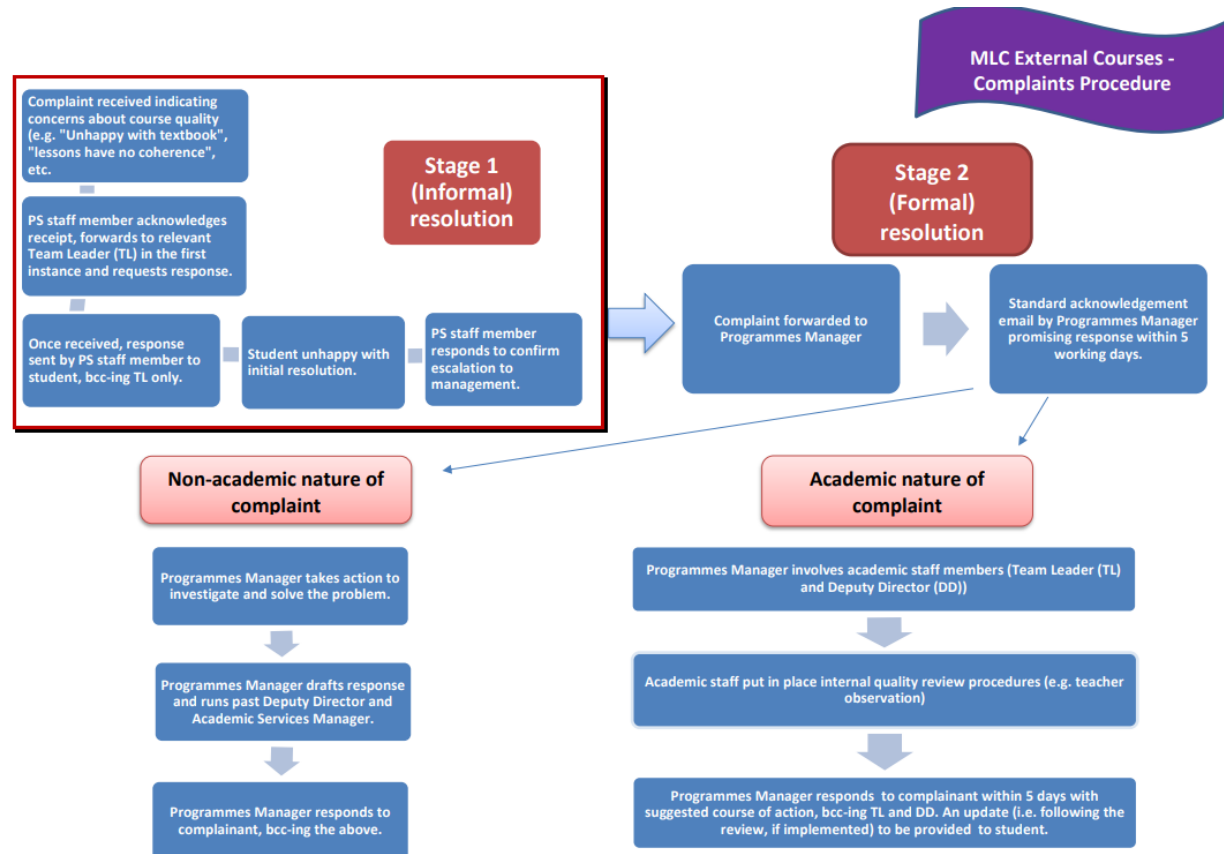 MLC External Courses -
Complaints Procedure
Complaint received indicating
concerns about course quality
(e.g. "Unhappy with textbook",
"lessons have no coherence",
etc.
Stage 1
(Informal)
resolution
PS staff member acknowledges
receipt, forwards to relevant
Team Leader (TL) in the first
instance and requests response.
Once received, response
sent by PS staff member to
student, bcc-ing TL only.
Student unhappy with
initial resolution.
PS staff member
responds to confirm
escalation to
management.
Stage 2
(Formal)
resolution
Complaint forwarded to
Programmes Manager
Standard acknowledgement
email by Programmes Manager
promising response within 5
working days.
Non-academic nature of
complaint
Programmes Manager takes action to
investigate and solve the problem.
Programmes Manager drafts response
and runs past Deputy Director and
Academic Services Manager.
Programmes Manager responds to
complainant, bcc-ing the above.
Academic nature of
complaint
Programmes Manager involves academic staff members (Team Leader (TL)
and Deputy Director (DD))
Academic staff put in place internal quality review procedures (e.g. teacher
observation)
Programmes Manager responds to complainant within 5 days with
suggested course of action, bcc-ing TL and DD. An update (i.e. following the
review, if implemented) to be provided to student.